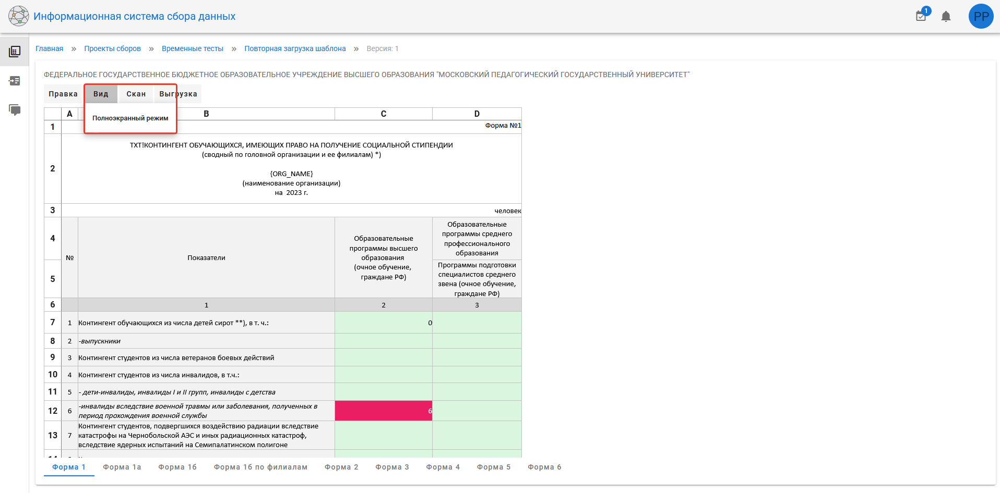 Информационная система сбора данных
1
PP
Главная » Проекты сборов » Временные тесты » Повторная загрузка шаблона » Версия: 1
ФЕДЕРАЛЬНОЕ ГОСУДАРСТВЕННОЕ БЮДЖЕТНОЕ ОБРАЗОВАТЕЛЬНОЕ УЧРЕЖДЕНИЕ ВЫСШЕГО ОБРАЗОВАНИЯ "МОСКОВСКИЙ ПЕДАГОГИЧЕСКИЙ ГОСУДАРСТВЕННЫЙ УНИВЕРСИТЕТ"
Правка Вид Скан Выгрузка
Полноэкранный режим
A B C D
1 Форма №1
2
ТХТ!КОНТИНГЕНТ ОБУЧАЮЩИХСЯ, ИМЕЮЩИХ ПРАВО НА ПОЛУЧЕНИЕ СОЦИАЛЬНОЙ СТИПЕНДИИ
(сводный по головной организации и ее филиалам) *)
{ORG_NAME}
(наименование организации)
на 2023 г.
3 человек
4
5
№
Показатели
Образовательные
программы высшего
образования
(очное обучение,
граждане РФ)
Образовательные
программы среднего
профессионального
образования
Программы подготовки
специалистов среднего
звена (очное обучение,
граждане РФ)
6 1 2 3
7 1 Контингент обучающихся из числа детей сирот **), в т. ч.: 0
8 2 -выпускники
9 3 Контингент студентов из числа ветеранов боевых действий
10 4 Контингент студентов из числа инвалидов, в т.ч.:
11 5 - дети-инвалиды, инвалиды I и II групп, инвалиды с детства
12 6 -инвалиды вследствие военной травмы или заболевания, полученных в
период прохождения военной службы 6
13 7 Контингент студентов, подвергшихся воздействию радиации вследствие
катастрофы на Чернобольской АЭС и иных радиационных катастроф,
вследствие ядерных испытаний на Семипалатинском полигоне
Форма 1 Форма 1а Форма 1б Форма 1б по филиалам Форма 2 Форма 3 Форма 4 Форма 5 Форма 6